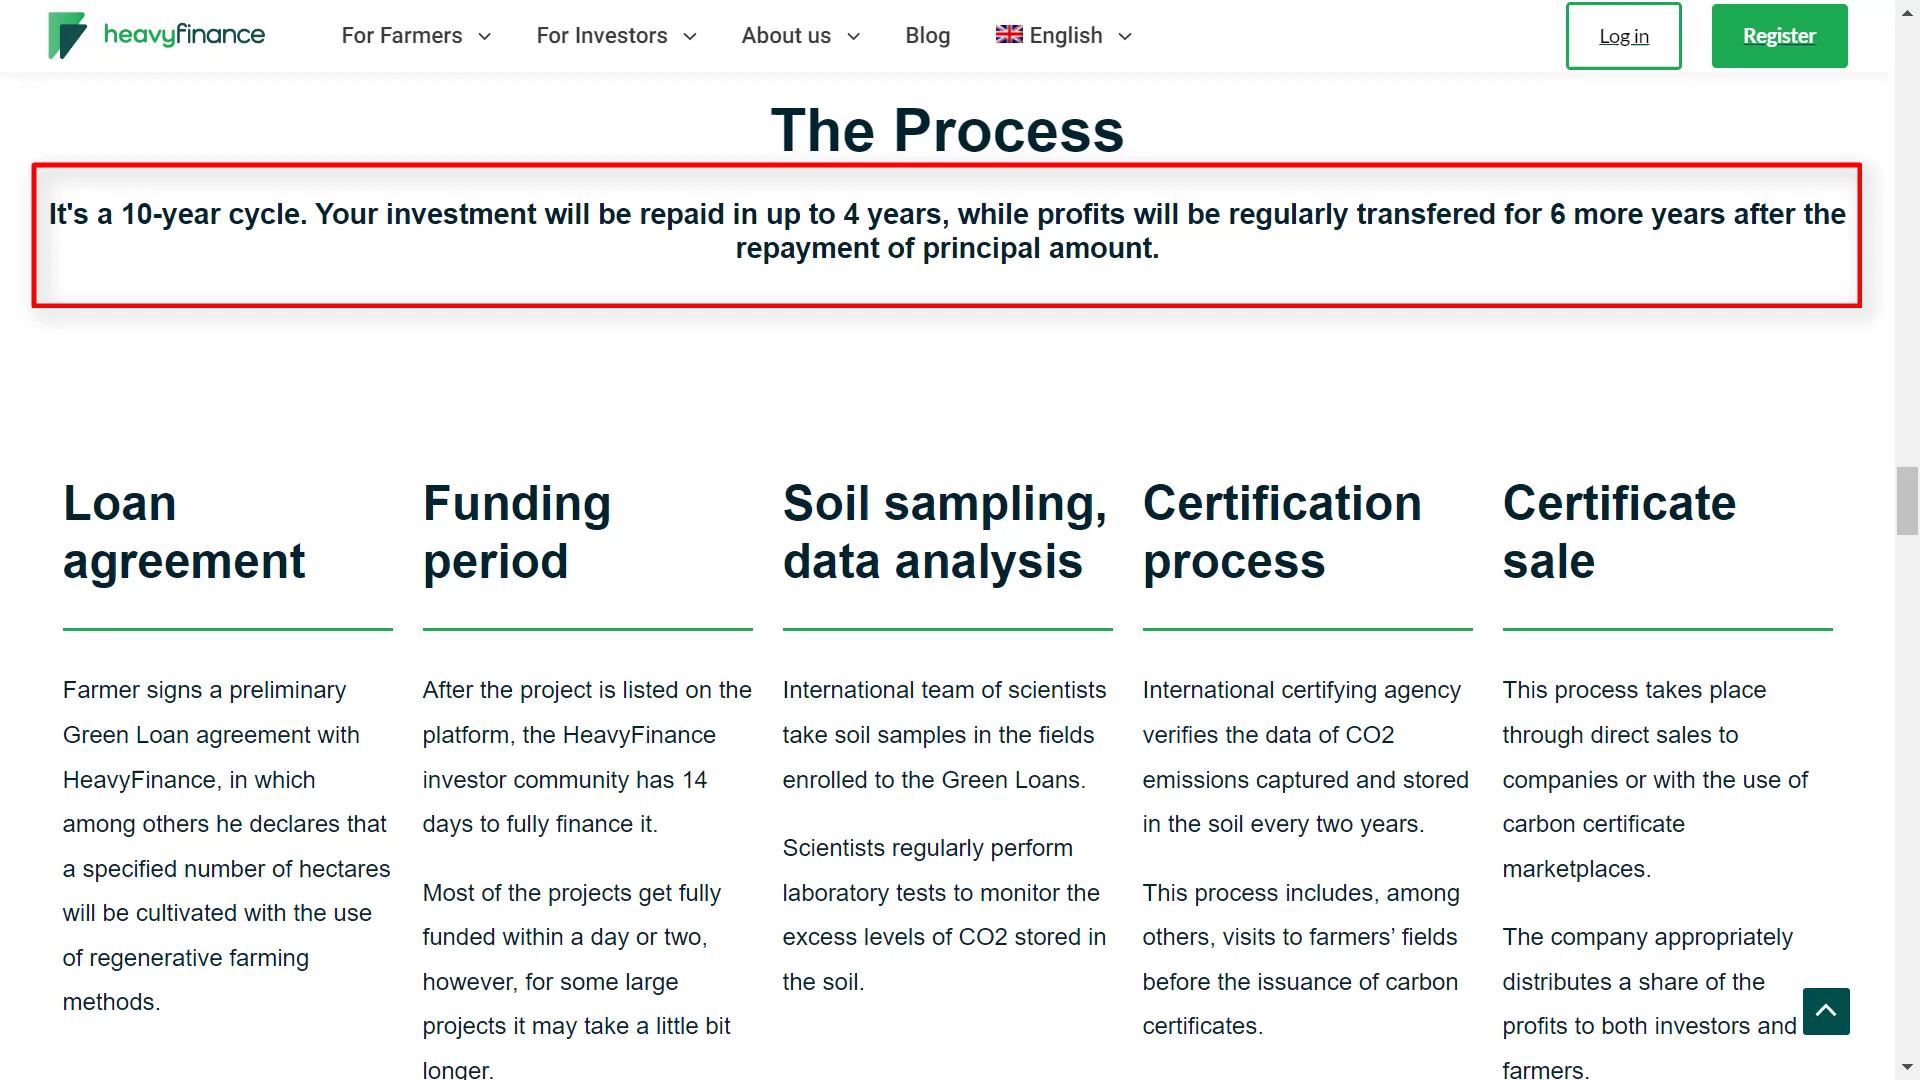 heavyfinance
For Farmers
For Investors
About us
Blog
English
Log in
Register
The Process
It's a 10-year cycle. Your investment will be repaid in up to 4 years, while profits will be regularly transfered for 6 more years after the
repayment of principal amount.
Loan
agreement
Farmer signs a preliminary
Green Loan agreement with
HeavyFinance, in which
among others he declares that
a specified number of hectares
will be cultivated with the use
of regenerative farming
methods.
Funding
period
After the project is listed on the
platform, the HeavyFinance
investor community has 14
days to fully finance it.
Most of the projects get fully
funded within a day or two,
however, for some large
projects it may take a little bit
longer.
Soil sampling,
data analysis
International team of scientists
take soil samples in the fields
enrolled to the Green Loans.
Scientists regularly perform
laboratory tests to monitor the
excess levels of CO2 stored in
the soil.
Certification
process
International certifying agency
verifies the data of CO2
emissions captured and stored
in the soil every two years.
This process includes, among
others, visits to farmers’ fields
before the issuance of carbon
certificates.
Certificate
sale
This process takes place
through direct sales to
companies or with the use of
carbon certificate
marketplaces.
The company appropriately
distributes a share of the
profits to both investors and
farmers.